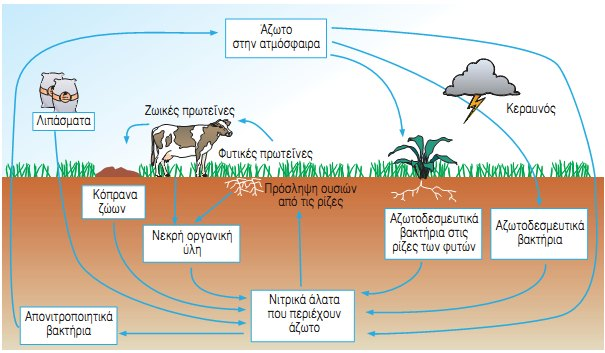 Άζωτο
στην ατμόσφαιρα
Λιπάσματα
Ζωικές πρωτεΐνες
Κεραυνός
Φυτικές πρωτεΐνες
Κόπρανα
ζώων
Πρόσληψη ουσιών
από τις ρίζες
Νεκρή οργανική
ύλη
Αζωτοδεσμευτικά
βακτήρια στις
ρίζες των φυτών
Αζωτοδεσμευτικά
βακτήρια
Απονιτροποιητικά
βακτήρια
Νιτρικά άλατα
που περιέχουν
άζωτο